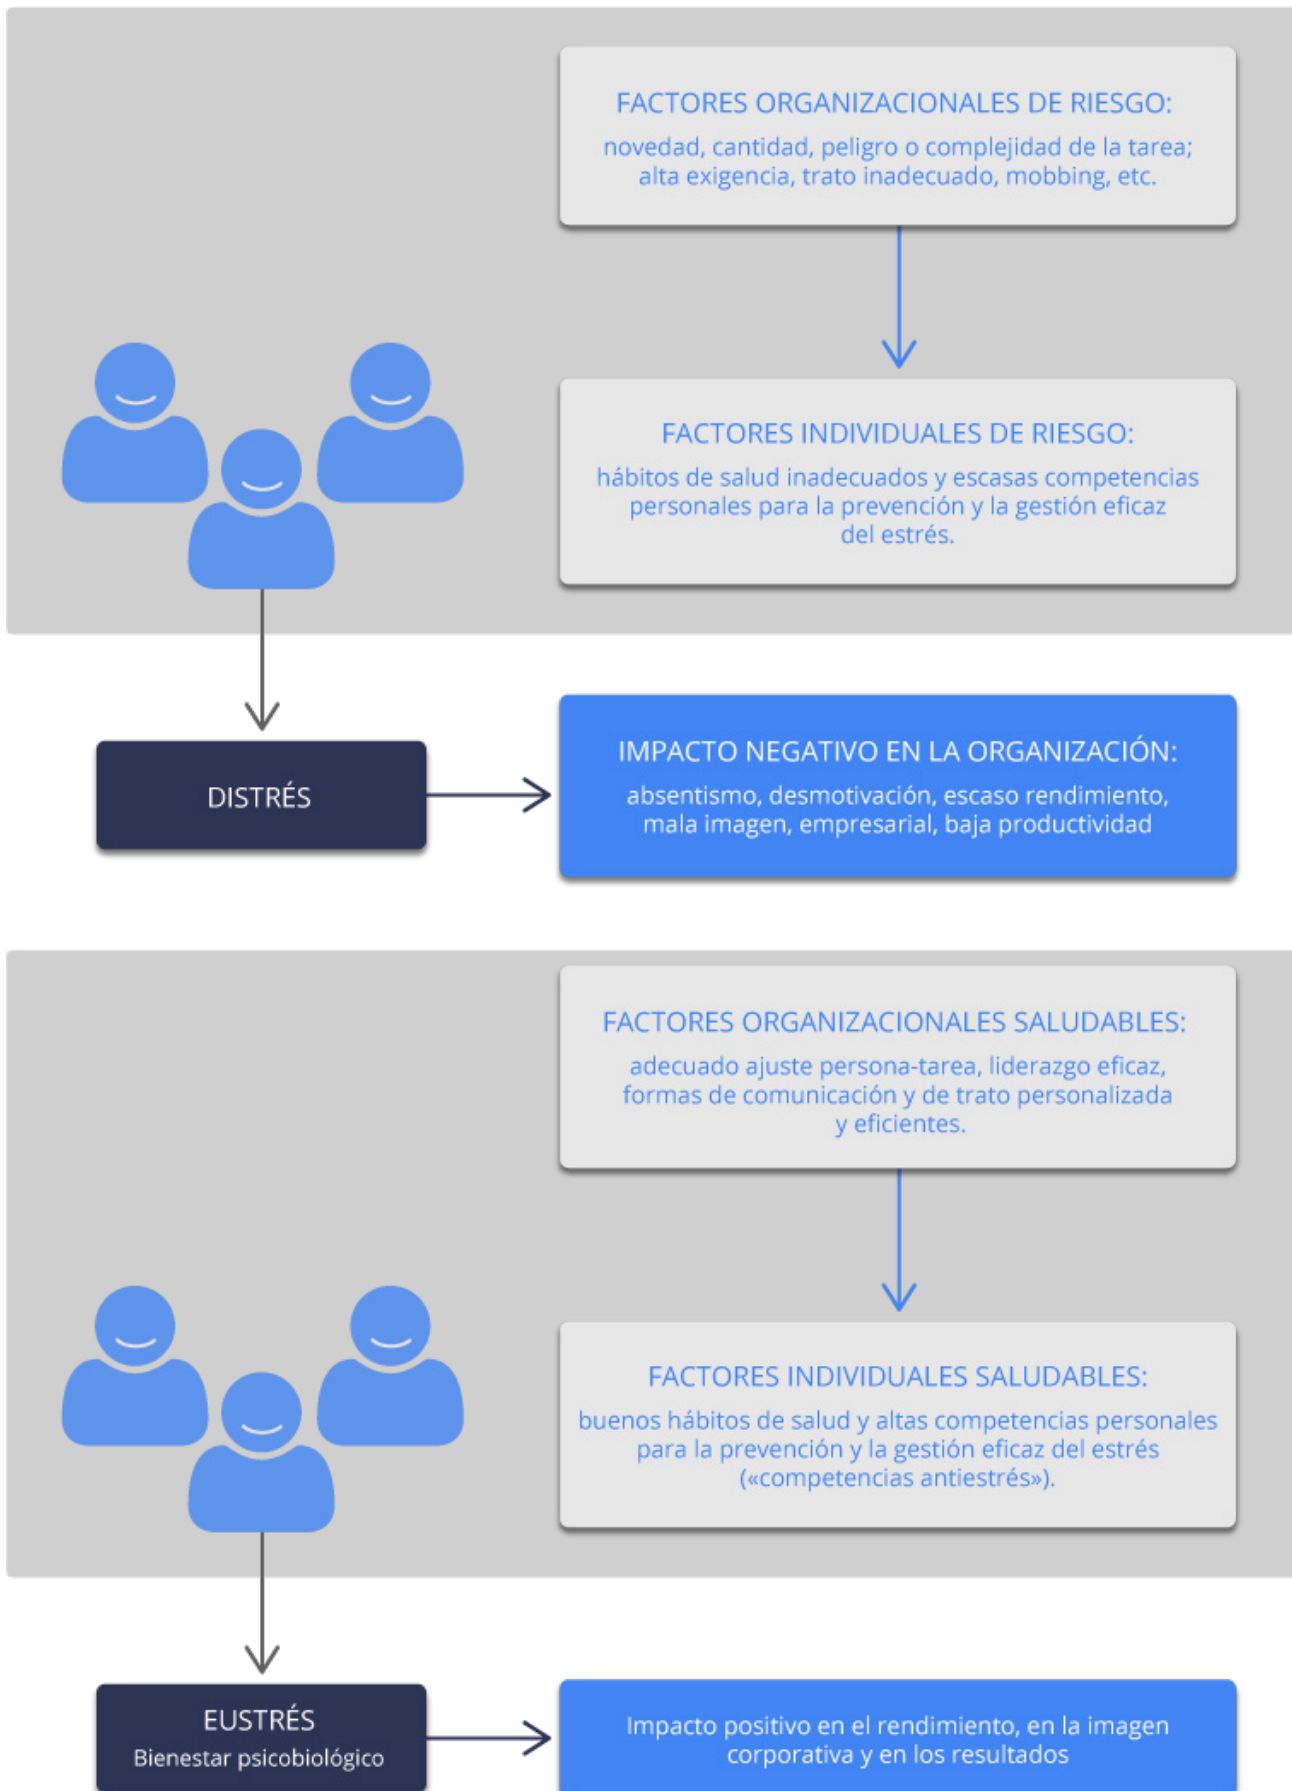 FACTORES ORGANIZACIONALES DE RIESGO:
novedad, cantidad, peligro o complejidad de la tarea;
alta exigencia, trato inadecuado, mobbing, etc.
FACTORES INDIVIDUALES DE RIESGO:
hábitos de salud inadecuados y escasas competencias
personales para la prevención y la gestión eficaz
del estrés.
DISTRÉS
IMPACTO NEGATIVO EN LA ORGANIZACIÓN:
absentismo, desmotivación, escaso rendimiento,
mala imagen, empresarial, baja productividad
FACTORES ORGANIZACIONALES SALUDABLES:
adecuado ajuste persona-tarea, liderazgo eficaz,
formas de comunicación y de trato personalizada
y eficientes.
FACTORES INDIVIDUALES SALUDABLES:
buenos hábitos de salud y altas competencias personales
para la prevención y la gestión eficaz del estrés
(«competencias antiestrés»).
EUSTRÉS
Bienestar psicobiológico
Impacto positivo en el rendimiento, en la imagen
corporativa y en los resultados